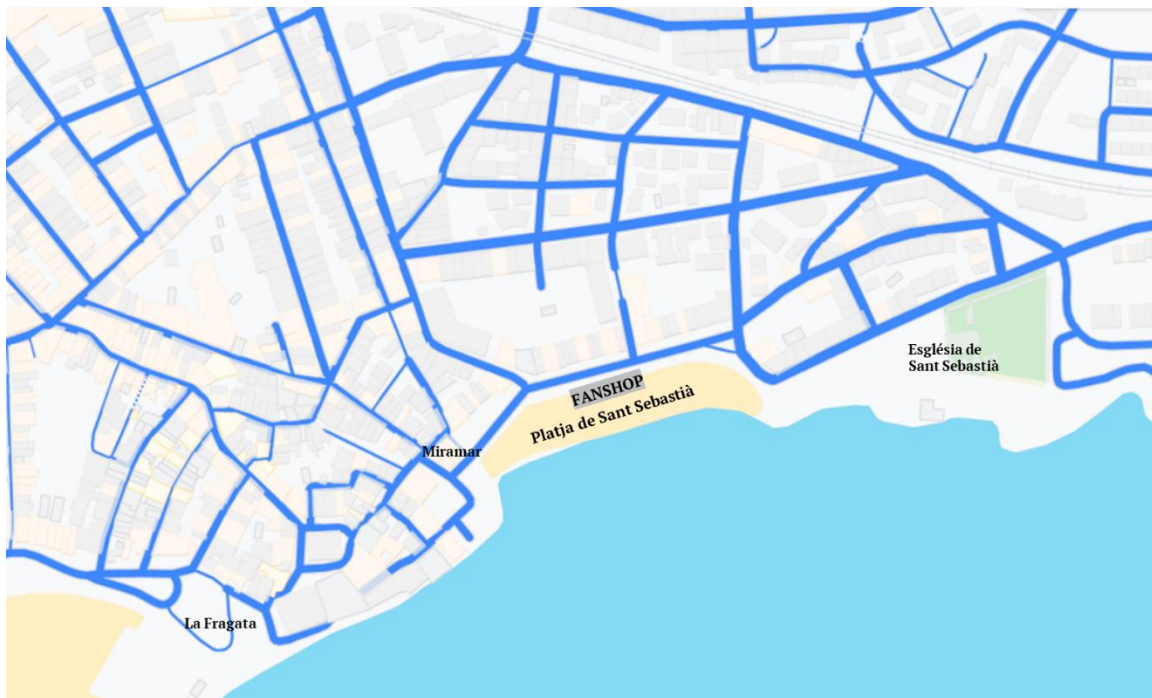 Església de
Sant Sebastià
FANSHOP
Platja de Sant Sebastià
Miramar
La Fragata